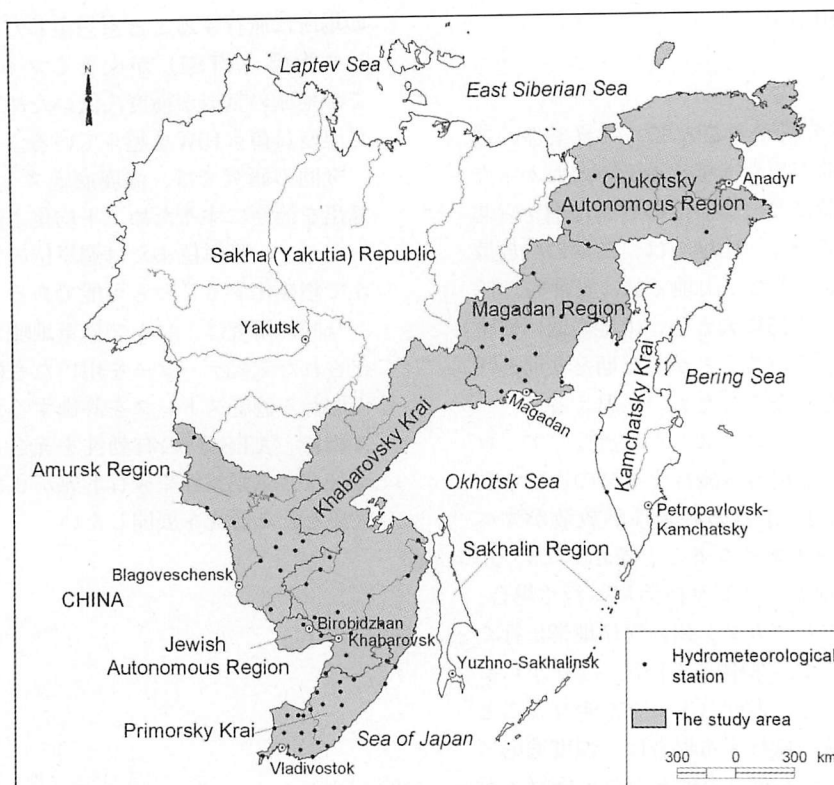 N
Laptev Sea
East Siberian Sea
Chukotsky
Autonomous Region
Anadyr
Sakha (Yakutia) Republic
Magadan Region
Yakutsk
Kamchatsky Krai
Bering Sea
Magadan
Khabarovsky Krai
Amursk Region
Okhotsk Sea
Petropavlovsk-
Kamchatsky
Sakhalin Region
Blagoveschensk
CHINA
Birobidzhan
Khabarovsk
Jewish
Autonomous Region
Yuzhno-Sakhalinsk
Hydrometeorological
station
Primorsky Krai
The study area
Sea of Japan
Vladivostok
300 0 300 km